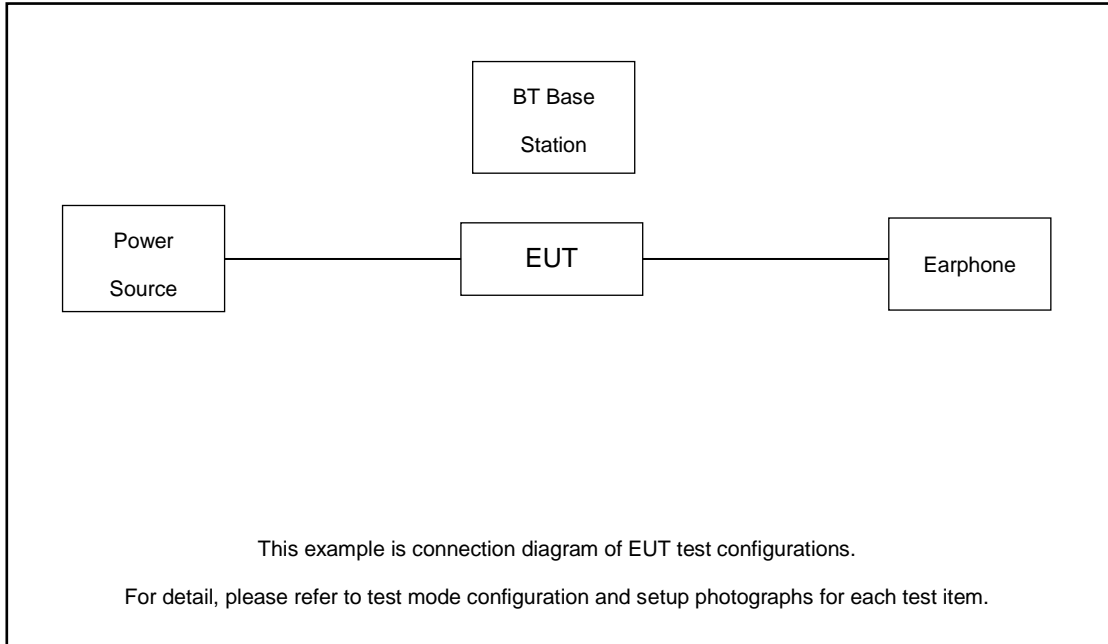 BT Base
Station
Power
Source
EUT
Earphone
This example is connection diagram of EUT test configurations.
For detail, please refer to test mode configuration and setup photographs for each test item.